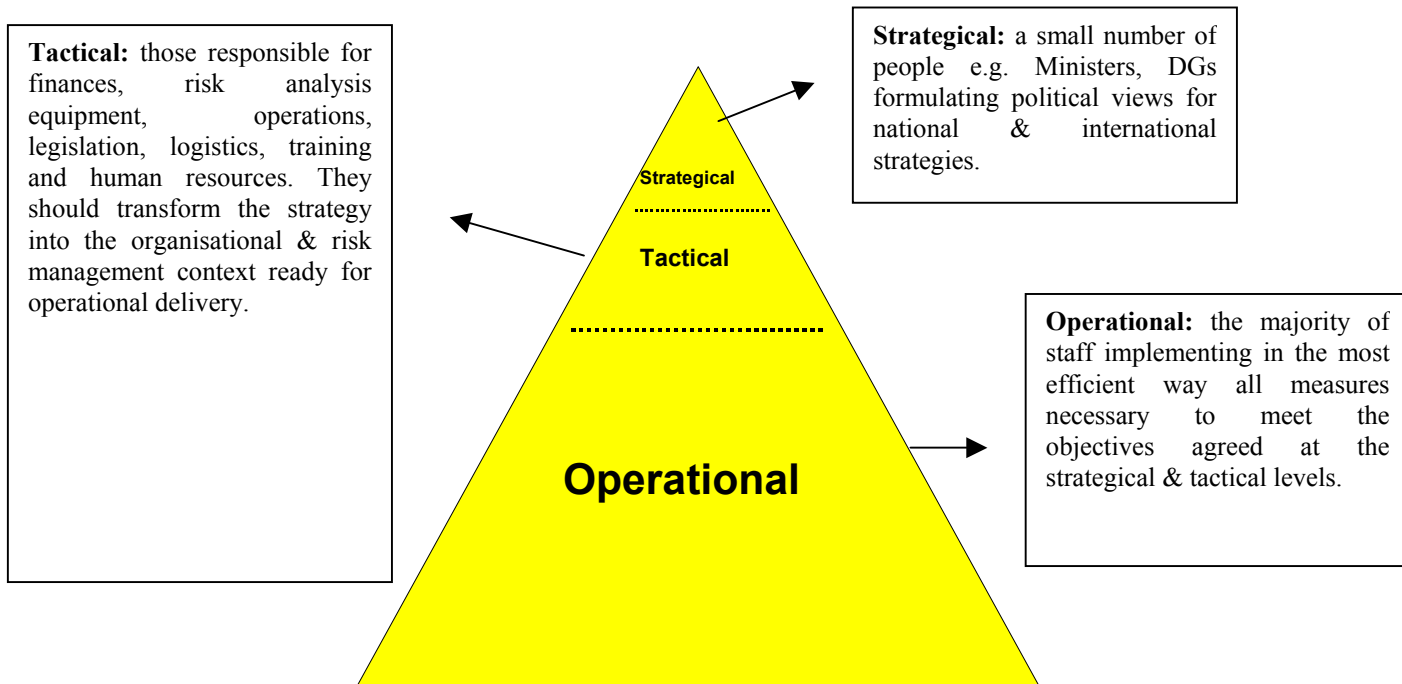 Tactical: those responsible for
finances, risk analysis
equipment, operations,
legislation, logistics, training
and human resources. They
should transform the strategy
into the organisational & risk
management context ready for
operational delivery.
Strategical: a small number of
people e.g. Ministers, DGs
formulating political views for
national & international
strategies.
Strategical
Tactical
Operational
Operational: the majority of
staff implementing in the most
efficient way all measures
necessary to meet the
objectives agreed at the
strategical & tactical levels.